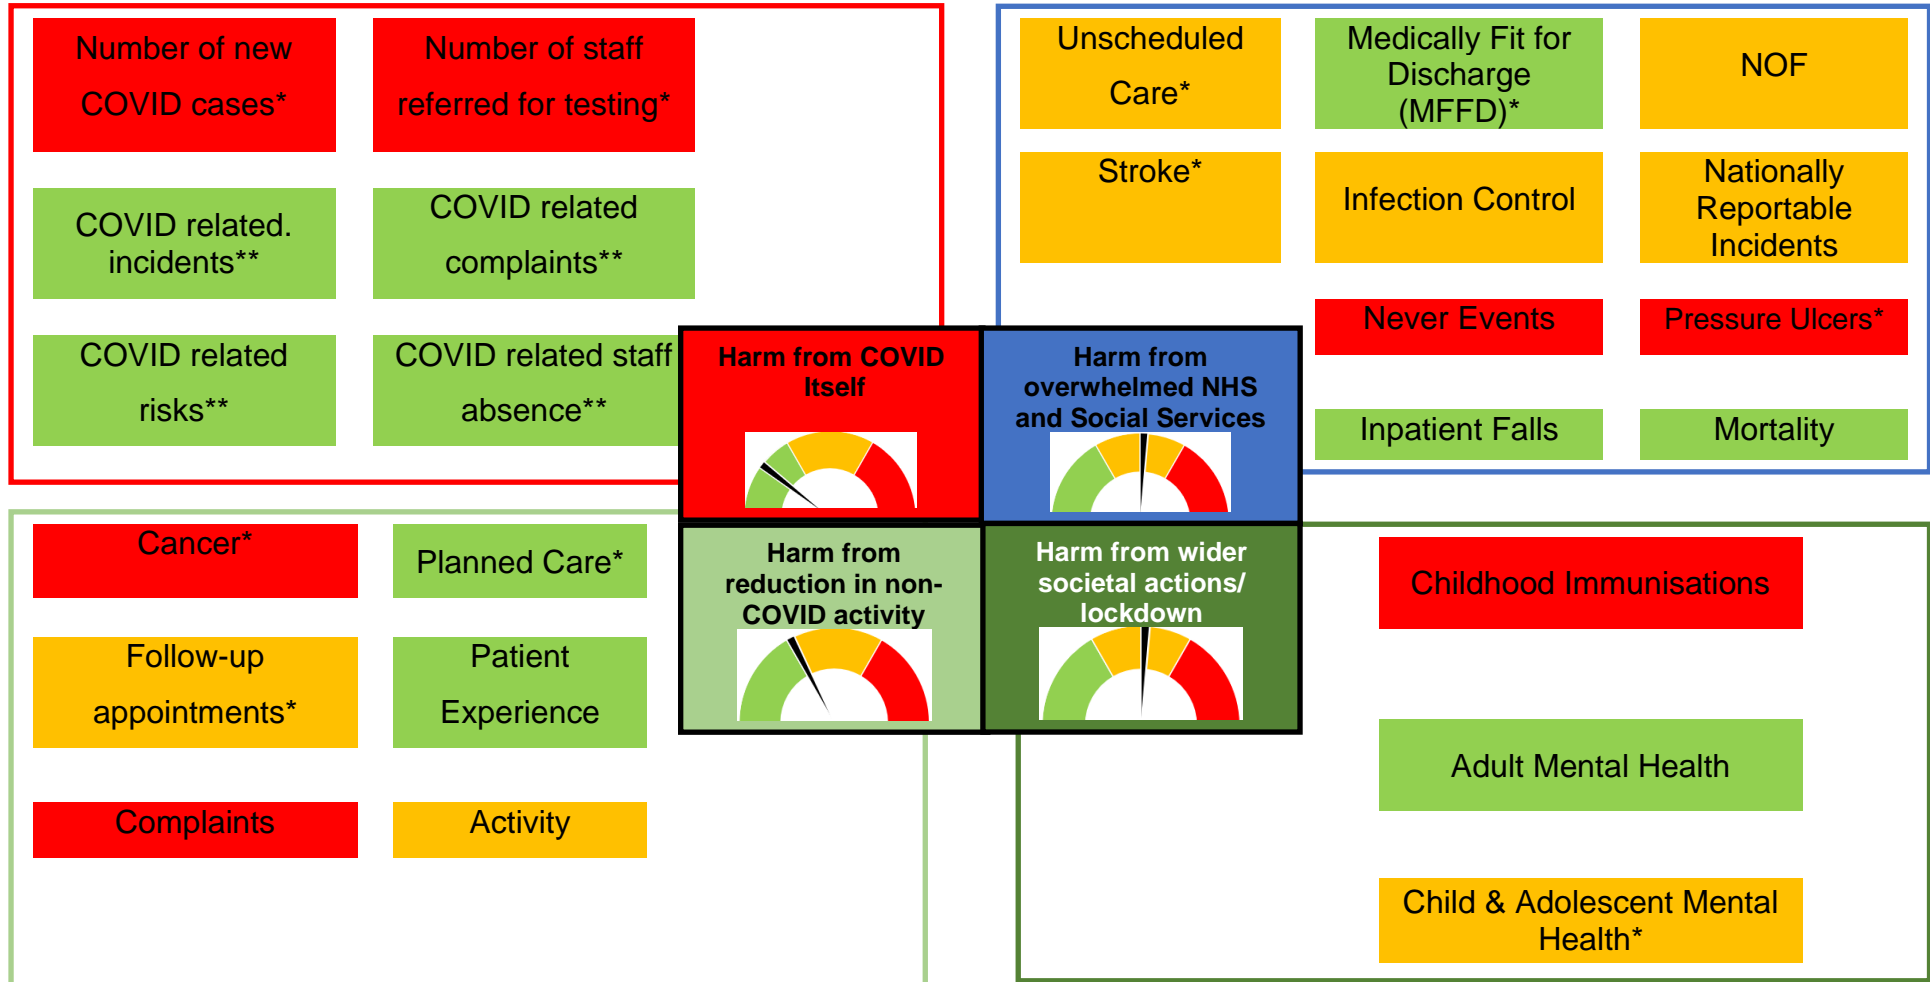 Number of new
COVID cases*
Number of staff
referred for testing*
COVID related.
incidents**
COVID related
complaints**
COVID related
risks**
COVID related staff
absence**
Unscheduled
Care*
Medically Fit for
Discharge
(MFFD)*
NOF
Stroke*
Infection Control
Nationally
Reportable
Incidents
Never Events
Pressure Ulcers*
Inpatient Falls
Mortality
Harm from COVID
Itself
Harm from
overwhelmed NHS
and Social Services
Harm from
reduction in non-
COVID activity
Harm from wider
societal actions/
lockdown
Cancer*
Planned Care*
Follow-up
appointments*
Patient
Experience
Complaints
Activity
Childhood Immunisations
Adult Mental Health
Child & Adolescent Mental
Health*